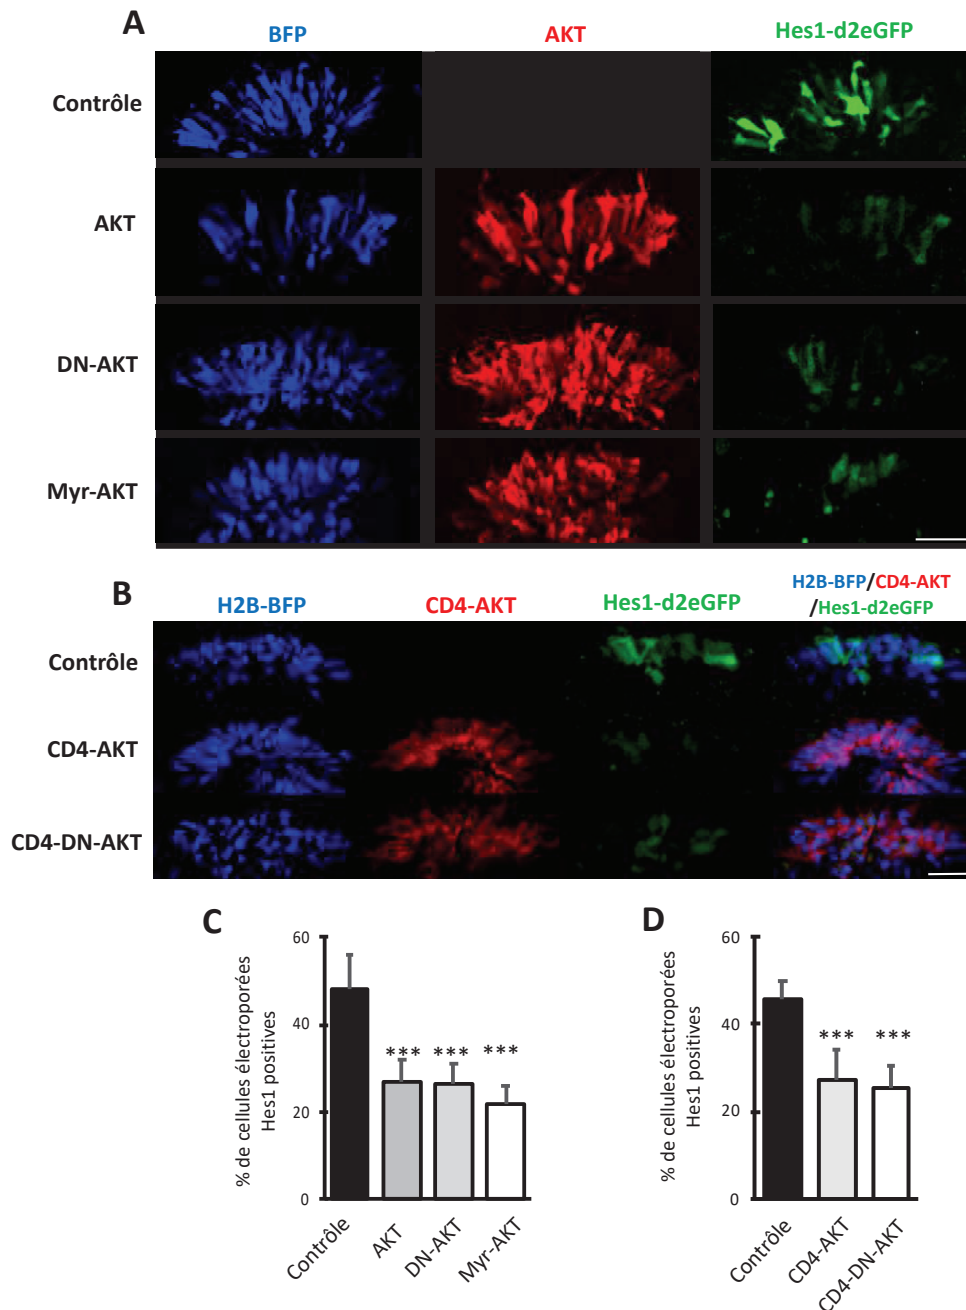 A
BFP
AKT
Hes1-d2eGFP
Contrôle
AKT
DN-AKT
Myr-AKT
B
H2B-BFP
CD4-AKT
Hes1-d2eGFP
H2B-BFP/CD4-AKT
/Hes1-d2eGFP
Contrôle
CD4-AKT
CD4-DN-AKT
C
% de cellules électroporées
Hes1 positives
60
40
20
0
***
***
***
Contrôle
AKT
DN-AKT
Myr-AKT
D
% de cellules électroporées
Hes1 positives
60
40
20
0
***
***
Contrôle
CD4-AKT
CD4-DN-AKT